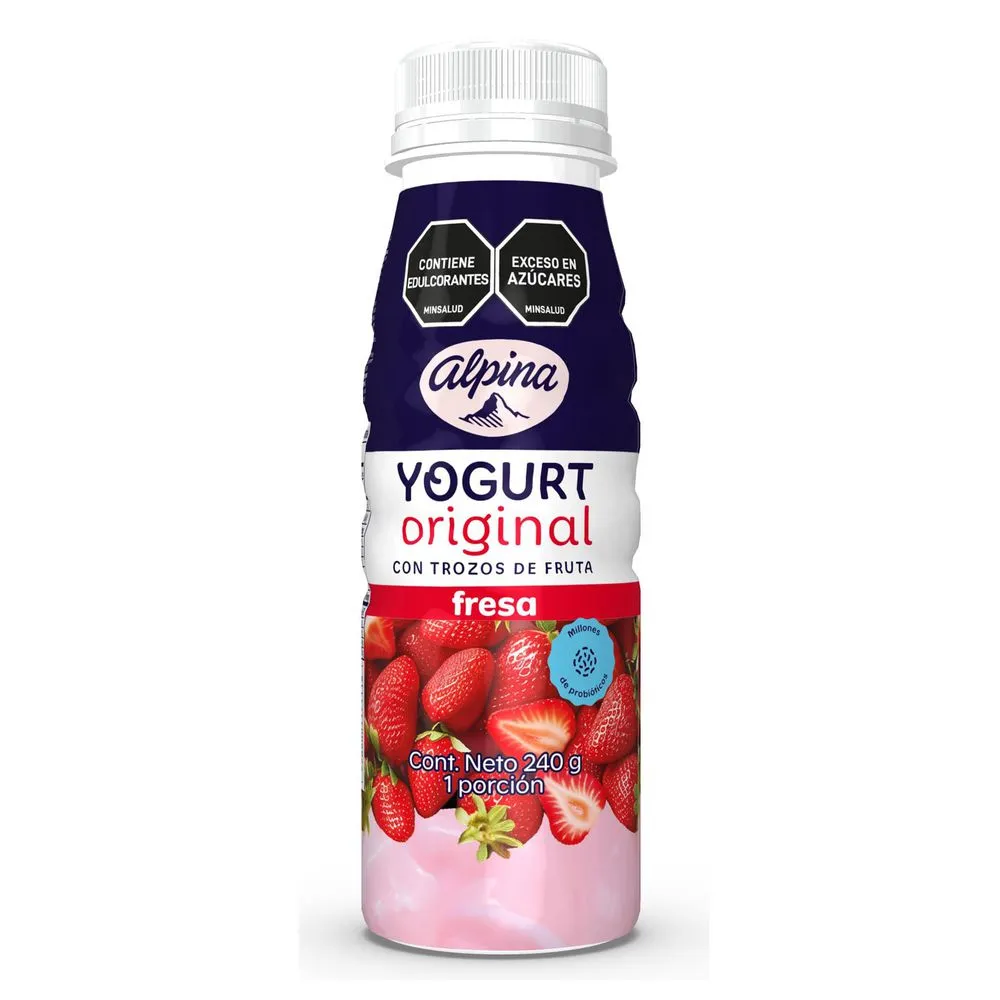 CONTIENE
EDULCORANTES
MINSALUD
EXCESO EN
AZÚCARES
MINSALUD
alpina
YOGURT
original
CON TROZOS DE FRUTA
fresa
Millones
de probióticos
Cont. Neto 240 g
1 porción